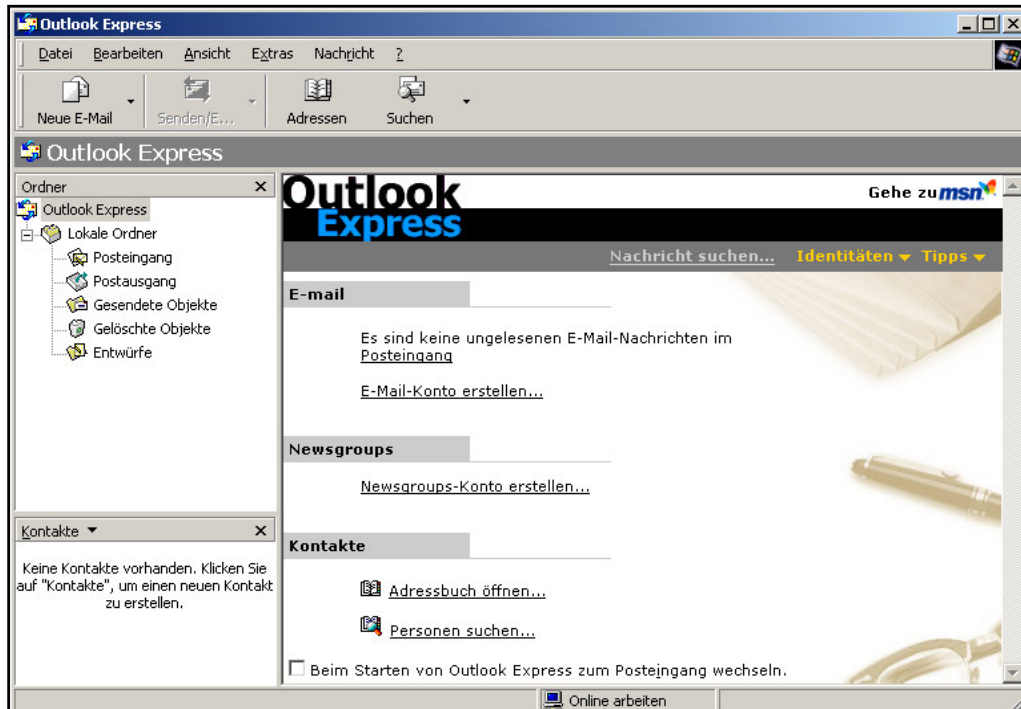 Outlook Express
Datei Bearbeiten Ansicht Extras Nachricht ?
Neue E-Mail Senden/E... Adressen Suchen
Outlook Express
Ordner
Outlook Express
Lokale Ordner
Posteingang
Postausgang
Gesendete Objekte
Gelöschte Objekte
Entwürfe
Kontakte
Keine Kontakte vorhanden. Klicken Sie
auf "Kontakte", um einen neuen Kontakt
zu erstellen.
Outlook
Express
Gehe zu msn
Nachricht suchen... Identitäten Tipps
E-mail
Es sind keine ungelesenen E-Mail-Nachrichten im
Posteingang
E-Mail-Konto erstellen...
Newsgroups
Newsgroups-Konto erstellen...
Kontakte
Adressbuch öffnen...
Personen suchen...
Beim Starten von Outlook Express zum Posteingang wechseln.
Online arbeiten